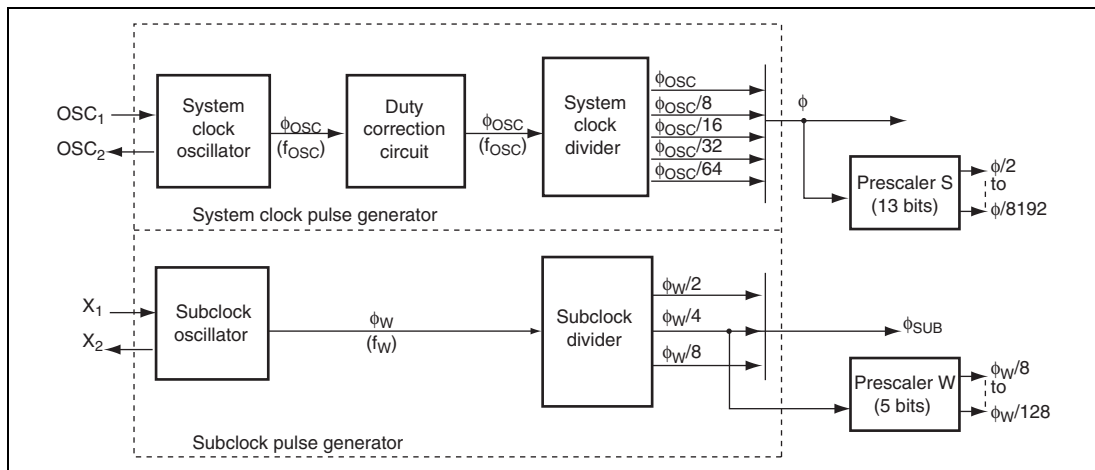 OSC1
OSC2
System
clock
oscillator
ϕOSC
(fOSC)
Duty
correction
circuit
ϕOSC
(fOSC)
System
clock
divider
ϕOSC
ϕOSC/8
ϕOSC/16
ϕOSC/32
ϕOSC/64
ϕ
Prescaler S
(13 bits)
ϕ/2
to
ϕ/8192
System clock pulse generator
X1
X2
Subclock
oscillator
ϕW
(fW)
Subclock
divider
ϕW/2
ϕW/4
ϕW/8
ϕSUB
Prescaler W
(5 bits)
ϕW/8
to
ϕW/128
Subclock pulse generator